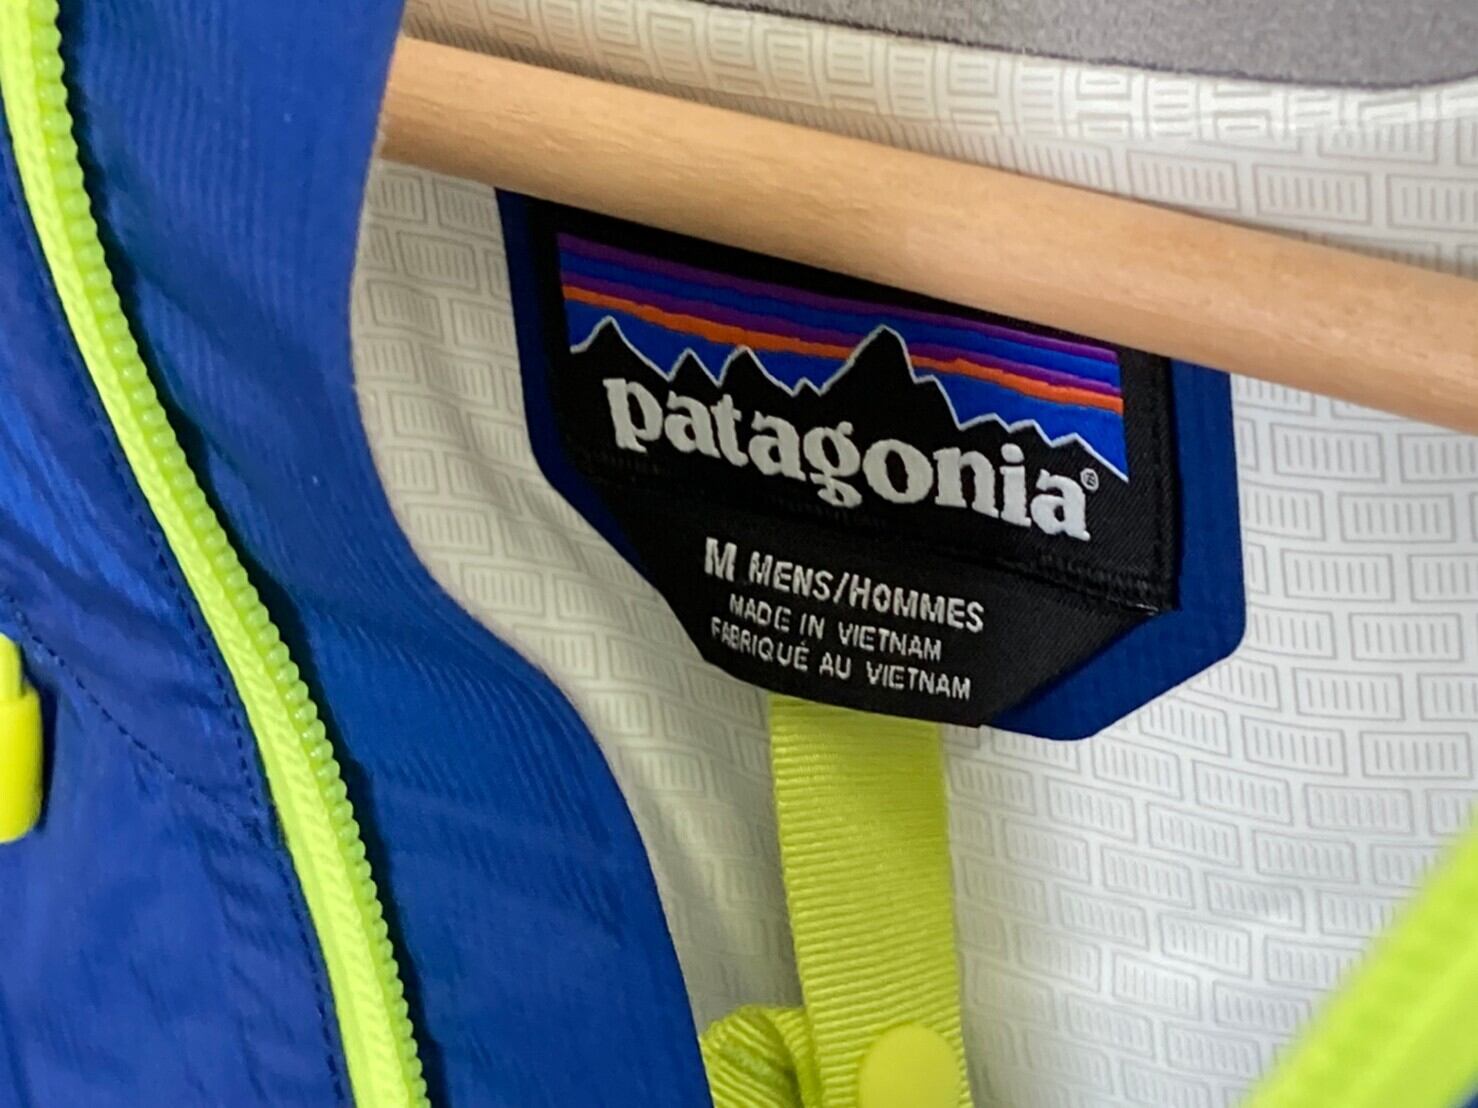 patagonia®
M MENS/HOMMES
MADE IN VIETNAM
FABRIQUÉ AU VIETNAM